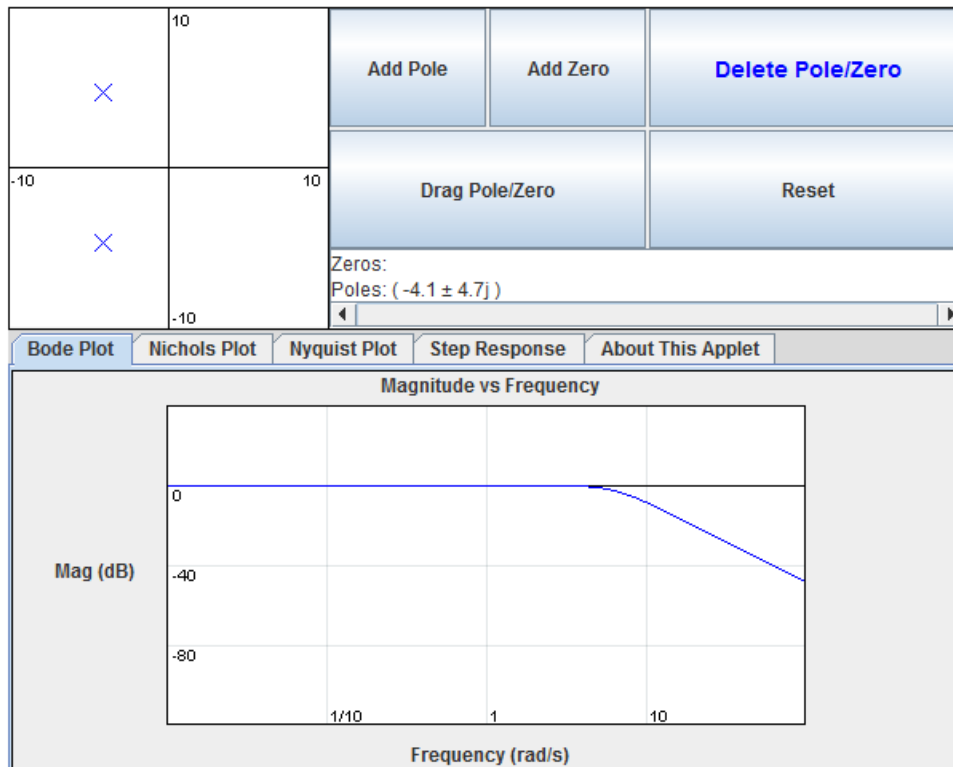 10
-10
10
-10
Add Pole
Add Zero
Delete Pole/Zero
Drag Pole/Zero
Reset
Zeros:
Poles: ( -4.1 ± 4.7j )
Bode Plot
Nichols Plot
Nyquist Plot
Step Response
About This Applet
Magnitude vs Frequency
0
Mag (dB)
-40
-80
1/10
1
10
Frequency (rad/s)